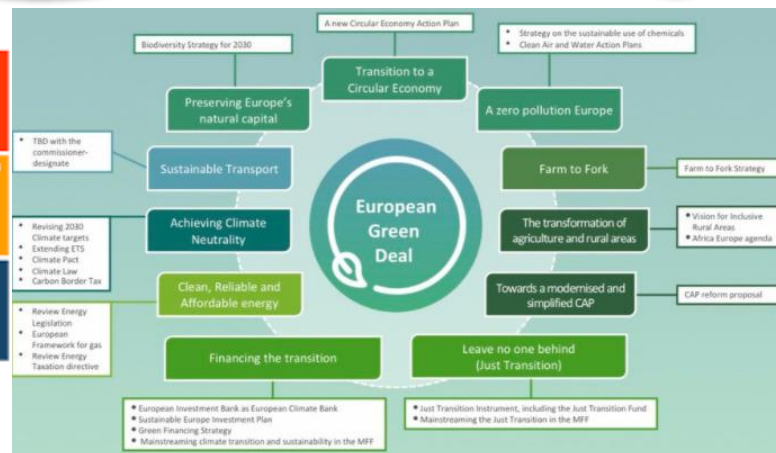 A new Circular Economy Action Plan
Biodiversity Strategy for 2030
• Strategy on the sustainable use of chemicals
• Clean Air and Water Action Plans
Transition to a
Circular Economy
Preserving Europe's
natural capital
A zero pollution Europe
• TBD with the
commissioner-
designate
Sustainable Transport
Farm to Fork
Farm to Fork Strategy
European
Green
Deal
• Revising 2030
Climate targets
• Extending ETS
• Climate Pact
• Climate Law
• Carbon Border Tax
Achieving Climate
Neutrality
The transformation of
agriculture and rural areas
• Vision for Inclusive
Rural Areas
• Africa Europe agenda
Clean, Reliable and
Affordable energy
Towards a modernised and
simplified CAP
CAP reform proposal
• Review Energy
Legislation
• European
Framework for gas
• Review Energy
Taxation directive
Financing the transition
Leave no one behind
(Just Transition)
• European Investment Bank as European Climate Bank
• Sustainable Europe Investment Plan
• Green Financing Strategy
• Mainstreaming climate transition and sustainability in the MFF
• Just Transition Instrument, including the Just Transition Fund
• Mainstreaming the Just Transition in the MFF